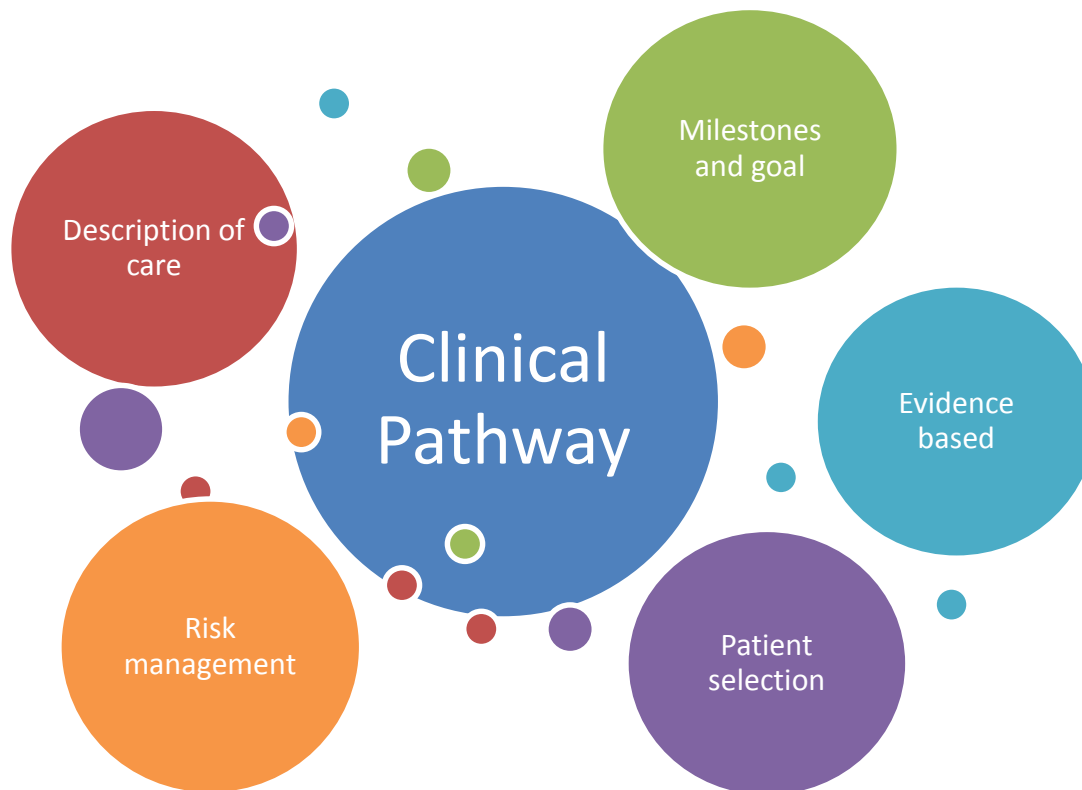 Milestones
and goal
Description of
care
Clinical
Pathway
Evidence
based
Risk
management
Patient
selection